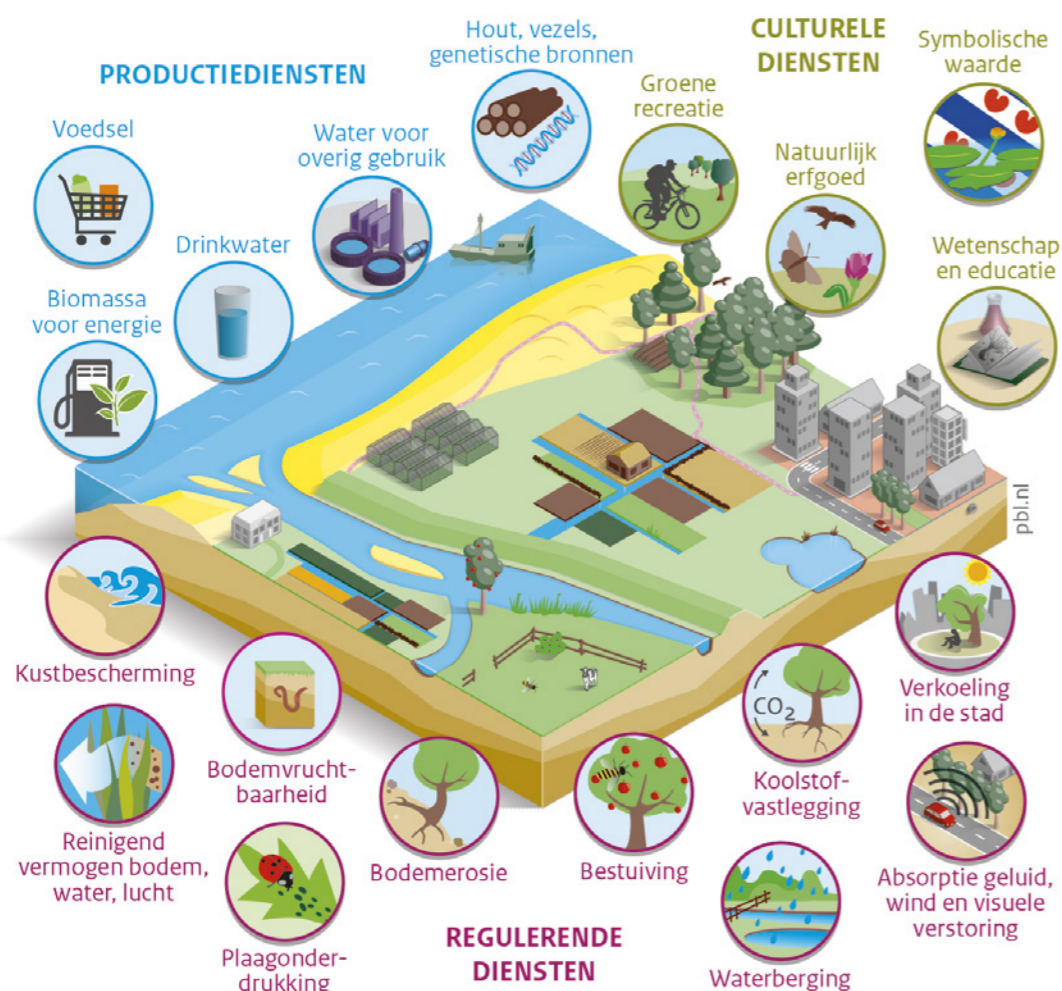 PRODUCTIEDIENSTEN
Hout, vezels,
genetische bronnen
CULTURELE
DIENSTEN
Symbolische
waarde
Voedsel
Water voor
overig gebruik
Groene
recreatie
Natuurlijk
erfgoed
Drinkwater
Wetenschap
en educatie
Biomassa
voor energie
pbl.nl
Kustbescherming
Bodemvrucht-
baarheid
CO₂
Koolstof-
vastlegging
Verkoeling
in de stad
Reinigend
vermogen bodem,
water, lucht
Bodemerosie
Bestuiving
Absorptie geluid,
wind en visuele
verstoring
Plaagonder-
drukking
REGULERENDE
DIENSTEN
Waterberging